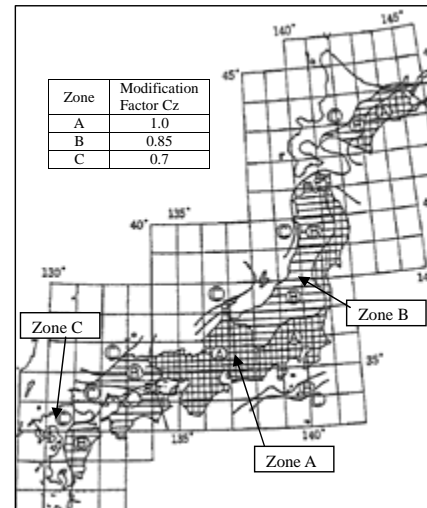 145°
140°
45°
Zone Modification Factor Cz
A 1.0
B 0.85
C 0.7
C
A
135°
40°
C
B
130°
C
B
Zone C
Zone B
A
A
C
B
35°
C
135°
140°
Zone A